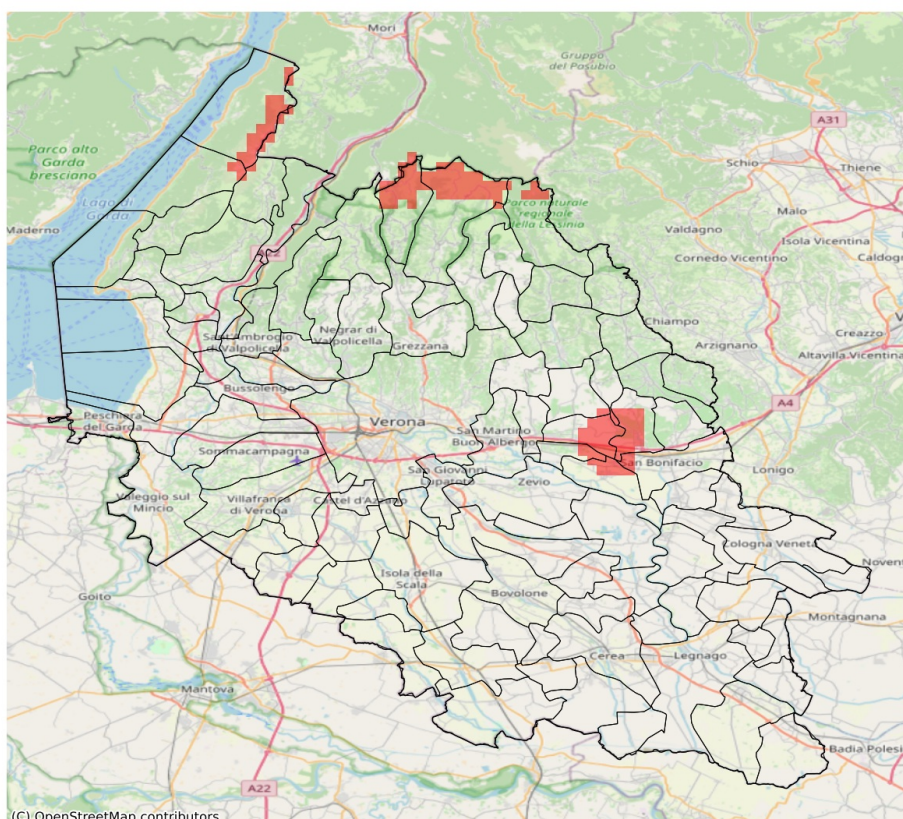 Mori
Gruppo
del Pasubio
A31
Parco alto
Garda
bresciano
Schio
Thiene
Lago di
Garda
Parco naturale
regionale
della Lessinia
Malo
Maderno
Valdagno
Isola Vicentina
Cornedo Vicentino
Caldogn
Chiampo
Sant'Ambrogio
di Valpolicella
Negrar di
Valpolicella
Grezzana
Arzignano
Creazzo
Altavilla Vicentina
Bussolengo
A4
Peschiera
del Garda
Verona
San Martino
Buon Albergo
Sommacampagna
San Giovanni
Lupatoto
Zevio
San Bonifacio
Lonigo
Valeggio sul
Mincio
Villafranca
di Verona
Castel d'Azzano
Cologna Veneta
Noven
Isola della
Scala
Goito
Bovolone
Montagnana
Cerea
Legnago
Mantova
Badia Polesi
A22
(C) OpenStreetMap contributors